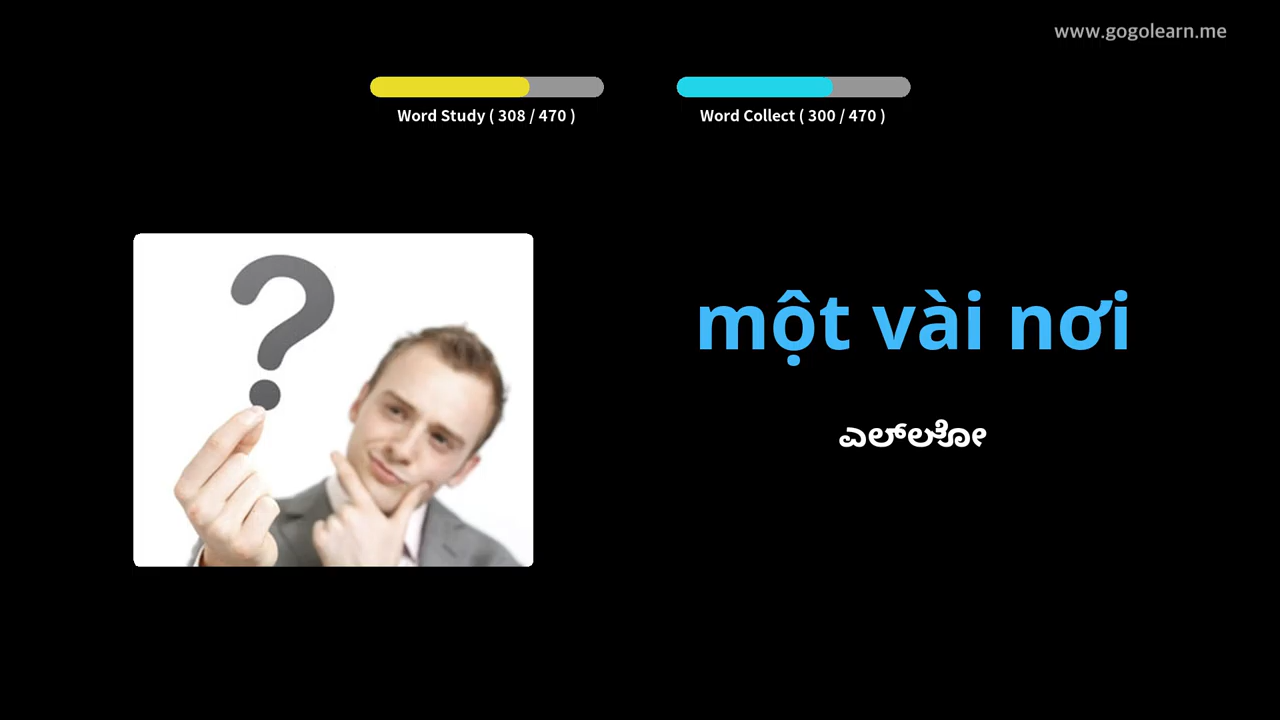 www.gogolearn.me
Word Study ( 308 / 470 )
Word Collect ( 300 / 470 )
một vài nơi
ಎಲ್ಲೋ